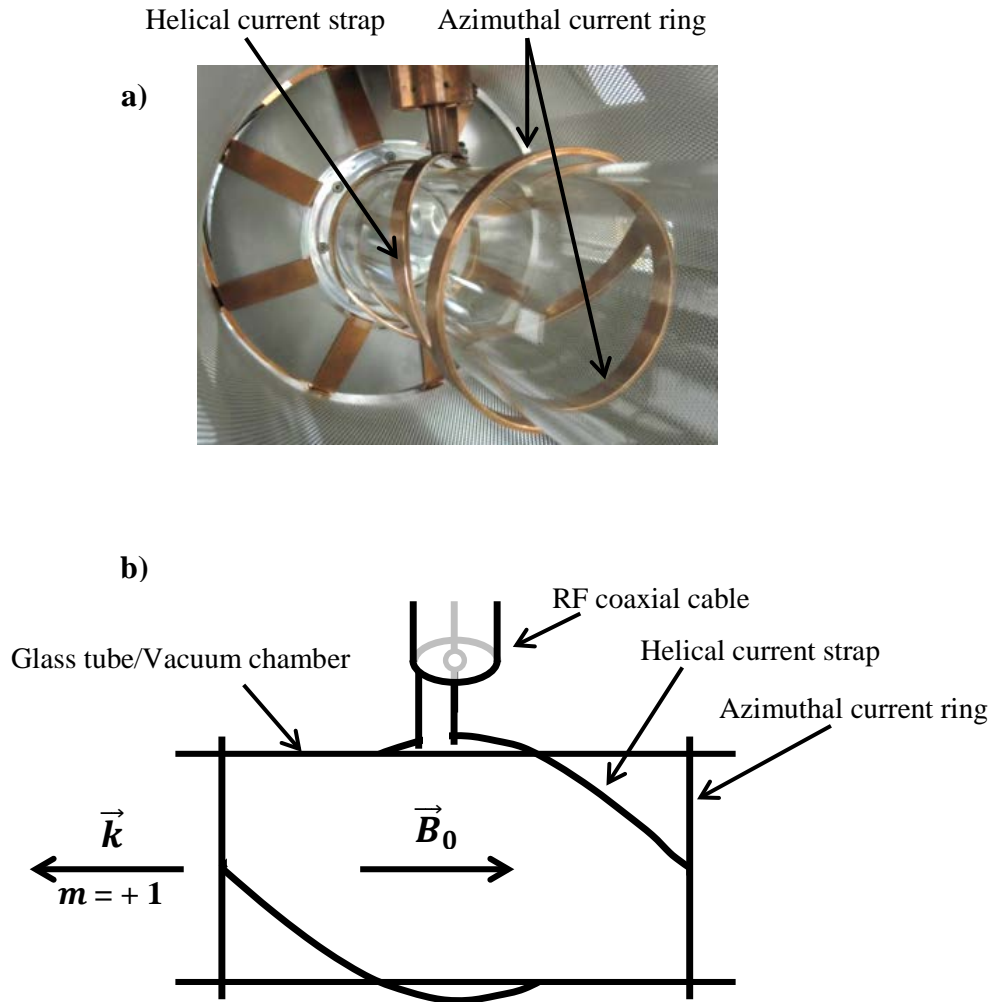 Helical current strap
Azimuthal current ring
a)
b)
RF coaxial cable
Glass tube/Vacuum chamber
Helical current strap
Azimuthal current ring
k⃗
B⃗₀
m = + 1